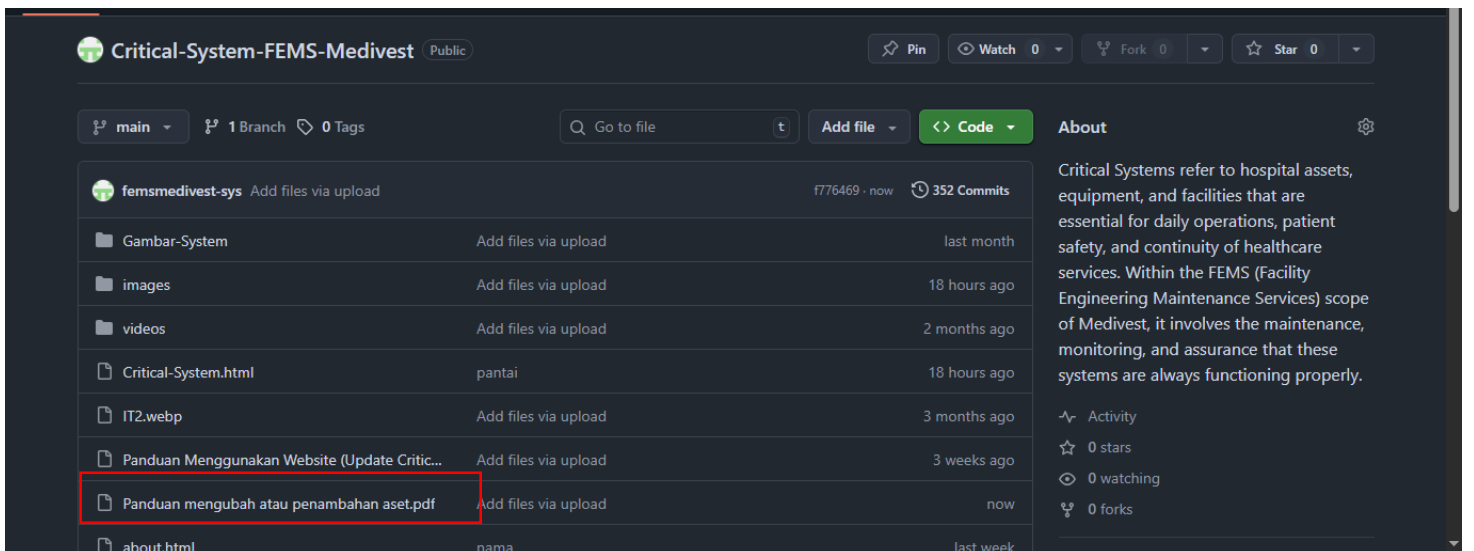 Critical-System-FEMS-Medivest Public
Pin
Watch 0
Fork 0
Star 0
main
1 Branch
0 Tags
Go to file t
Add file
<> Code
femsmedivest-sys Add files via upload f776469 · now 352 Commits
Gambar-System Add files via upload last month
images Add files via upload 18 hours ago
videos Add files via upload 2 months ago
Critical-System.html pantai 18 hours ago
IT2.webp Add files via upload 3 months ago
Panduan Menggunakan Website (Update Critic... Add files via upload 3 weeks ago
Panduan mengubah atau penambahan aset.pdf Add files via upload now
about.html nama last week
About
Critical Systems refer to hospital assets,
equipment, and facilities that are
essential for daily operations, patient
safety, and continuity of healthcare
services. Within the FEMS (Facility
Engineering Maintenance Services) scope
of Medivest, it involves the maintenance,
monitoring, and assurance that these
systems are always functioning properly.
Activity
0 stars
0 watching
0 forks